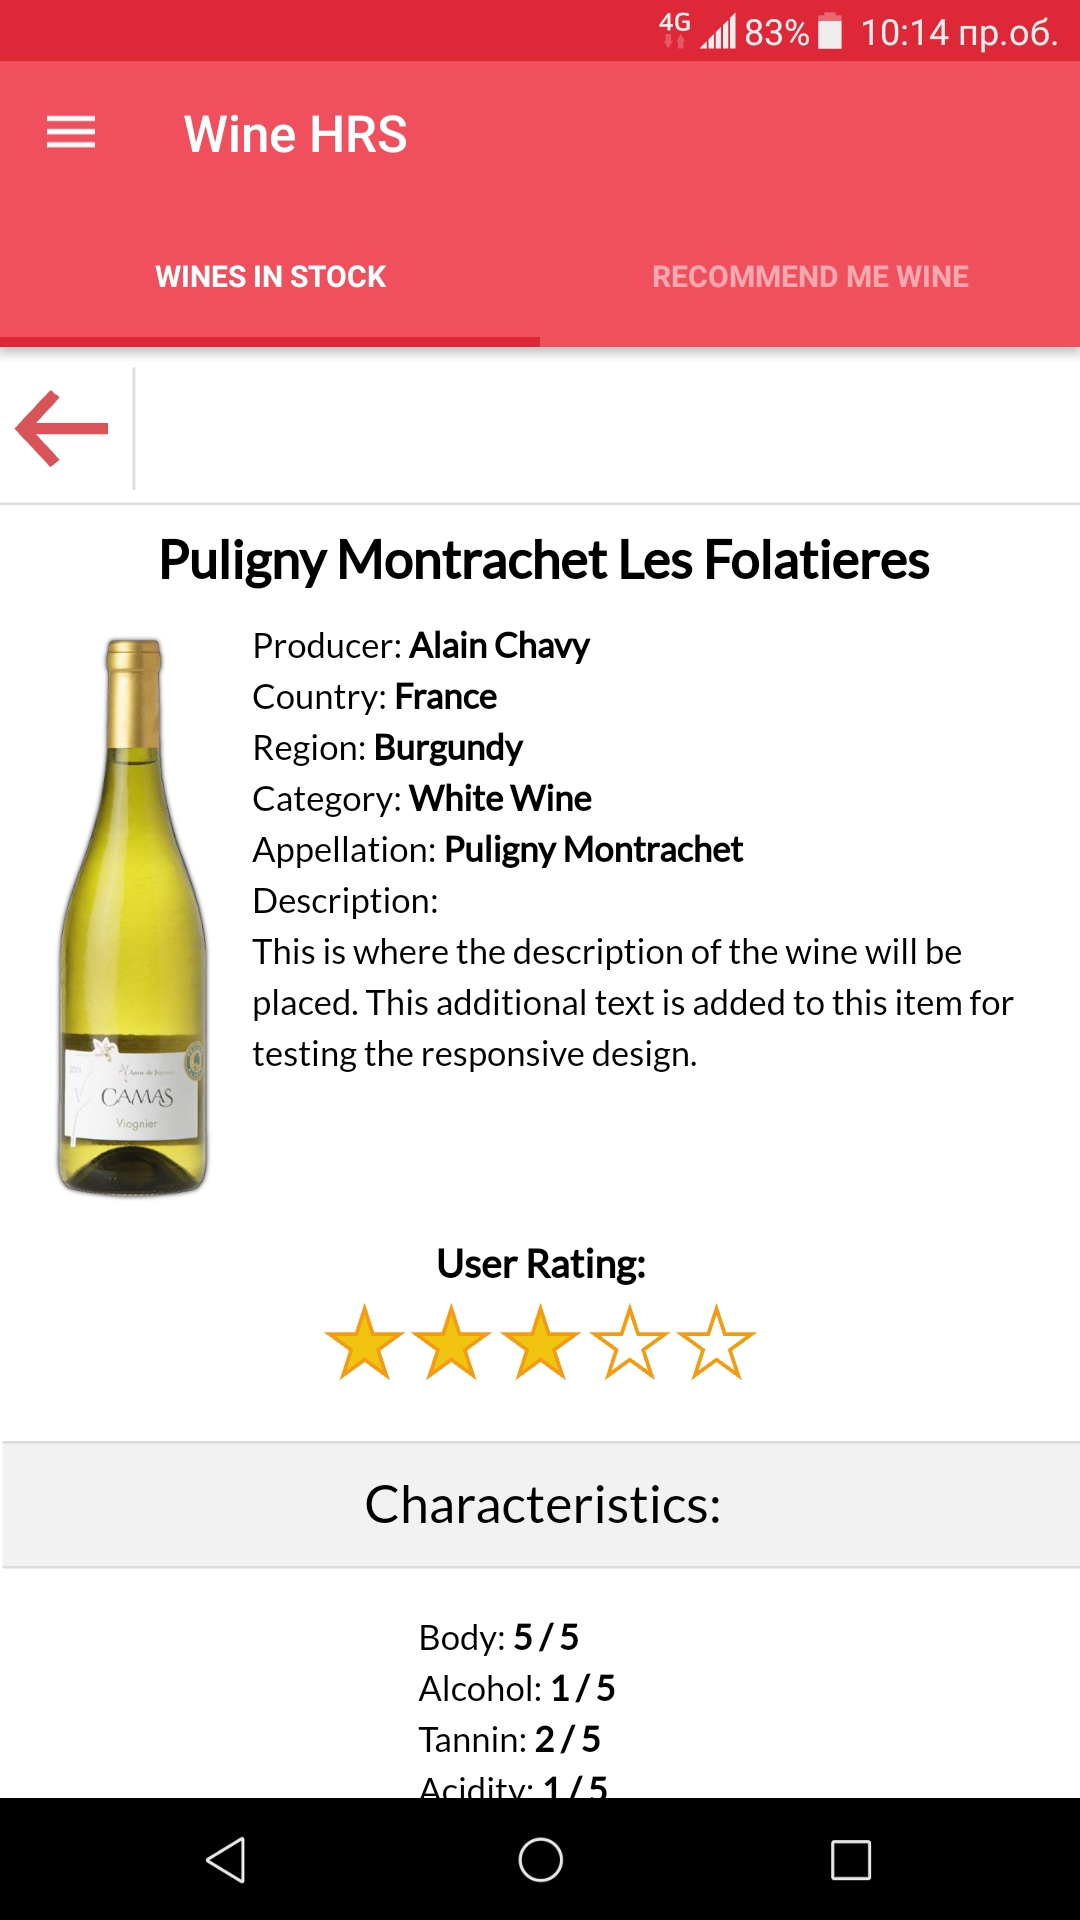 4G 83% 10:14 пр.об.
Wine HRS
WINES IN STOCK
RECOMMEND ME WINE
Puligny Montrachet Les Folatieres
Producer: Alain Chavy
Country: France
Region: Burgundy
Category: White Wine
Appellation: Puligny Montrachet
Description:
This is where the description of the wine will be
placed. This additional text is added to this item for
testing the responsive design.
2011
CAMAS
Viognier
User Rating:
Characteristics:
Body: 5 / 5
Alcohol: 1 / 5
Tannin: 2 / 5
Acidity: 1 / 5